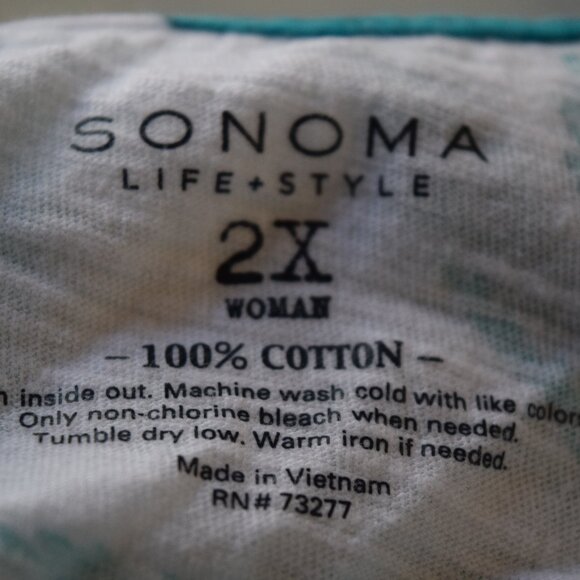 SONOMA
LIFE + STYLE
2X
WOMAN
- 100% COTTON -
inside out. Machine wash cold with like
Only non-chlorine bleach when needed.
Tumble dry low. Warm iron if needed.
Made in Vietnam
RN# 73277